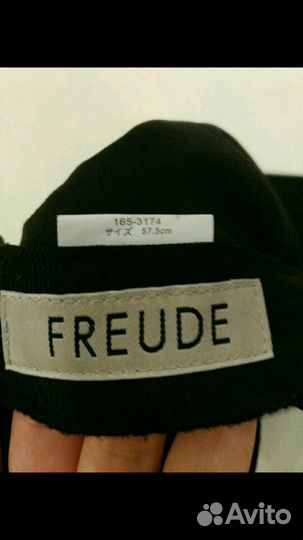 165-3174
サイズ 57.5cm
FREUDE
Avito